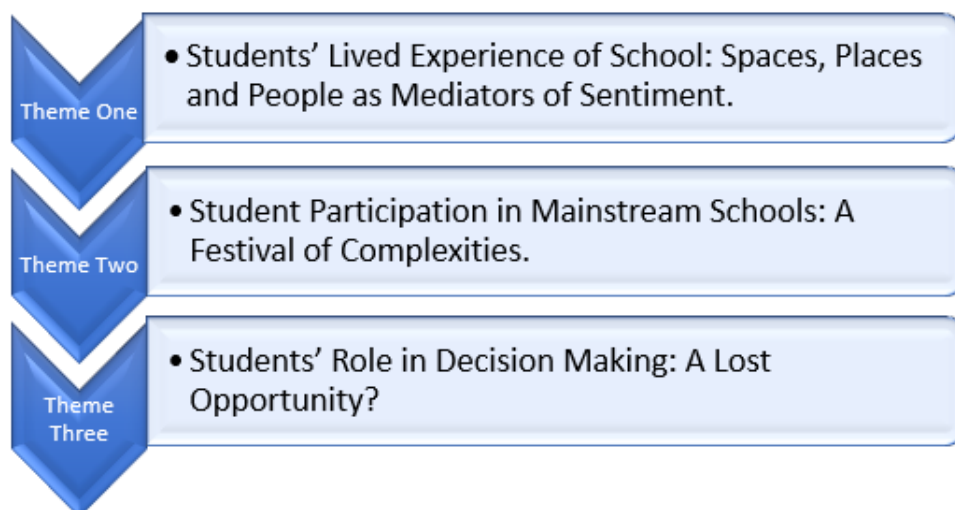 Theme One
• Students’ Lived Experience of School: Spaces, Places
and People as Mediators of Sentiment.
Theme Two
• Student Participation in Mainstream Schools: A
Festival of Complexities.
Theme
Three
• Students’ Role in Decision Making: A Lost
Opportunity?